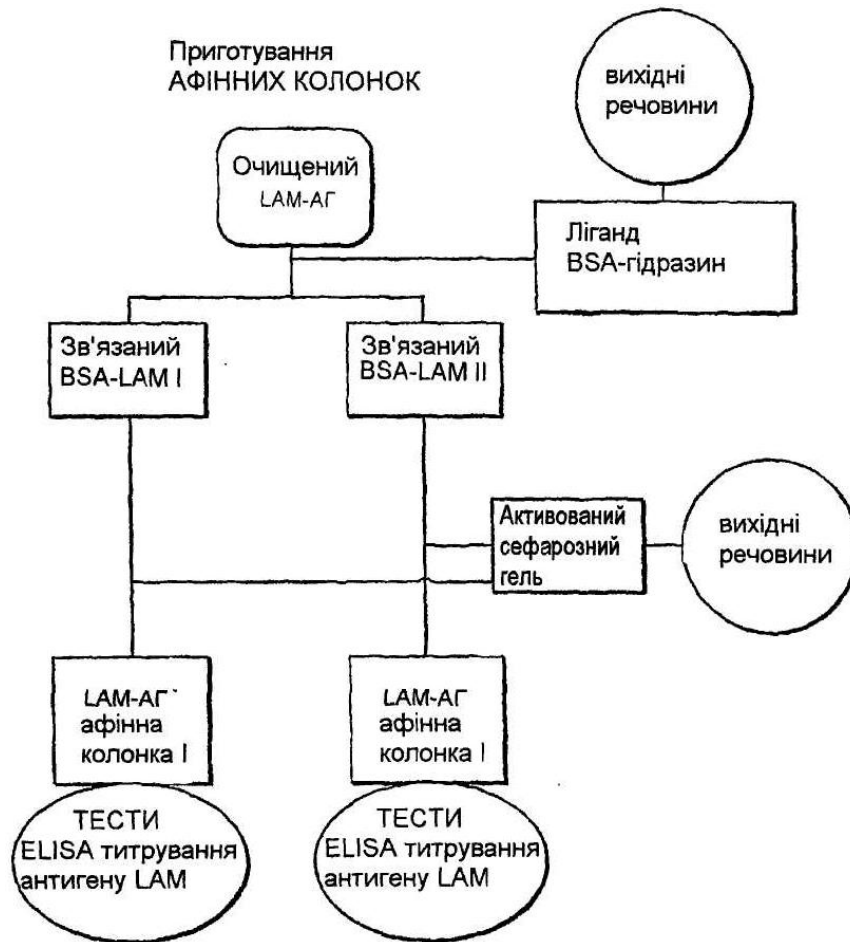 Приготування
АФІННИХ КОЛОНОК
вихідні
речовини
Очищений
LAM-АГ
Ліганд
BSA-гідразин
Зв'язаний
BSA-LAM I
Зв'язаний
BSA-LAM II
Активований
сефарозний
гель
вихідні
речовини
LAM-АГ
афінна
колонка I
LAM-АГ
афінна
колонка I
ТЕСТИ
ELISA титрування
антигену LAM
ТЕСТИ
ELISA титрування
антигену LAM